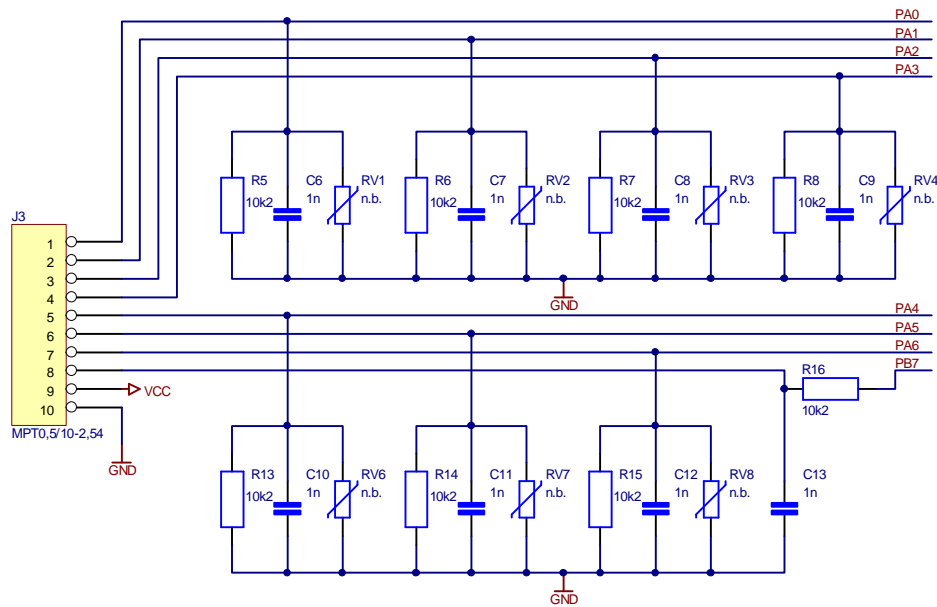 PA0
PA1
PA2
PA3
R5
10k2
C6
1n
RV1
n.b.
R6
10k2
C7
1n
RV2
n.b.
R7
10k2
C8
1n
RV3
n.b.
R8
10k2
C9
1n
RV4
n.b.
J3
1
2
3
4
5
6
7
8
9
10
VCC
MPT0,5/10-2,54
GND
GND
PA4
PA5
PA6
PB7
R16
10k2
R13
10k2
C10
1n
RV6
n.b.
R14
10k2
C11
1n
RV7
n.b.
R15
10k2
C12
1n
RV8
n.b.
C13
1n
GND